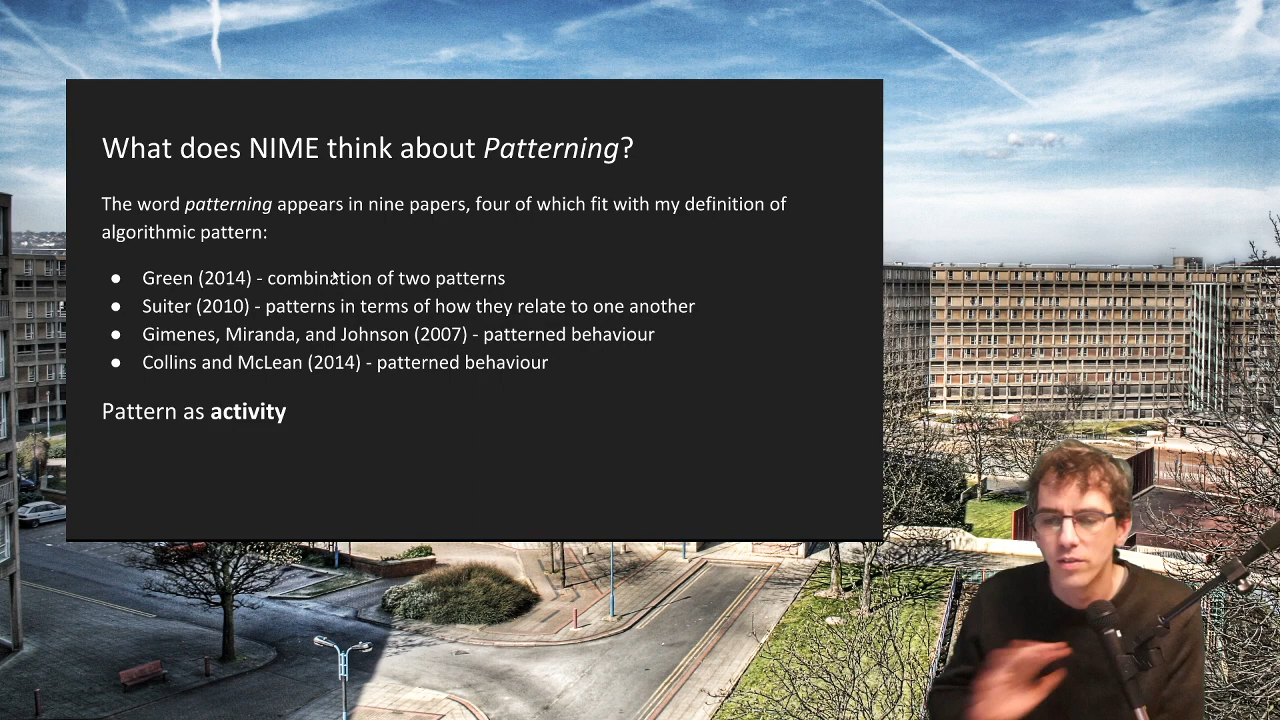 What does NIME think about Patterning?
The word patterning appears in nine papers, four of which fit with my definition of
algorithmic pattern:
● Green (2014) - combination of two patterns
● Suiter (2010) - patterns in terms of how they relate to one another
● Gimenes, Miranda, and Johnson (2007) - patterned behaviour
● Collins and McLean (2014) - patterned behaviour
Pattern as activity